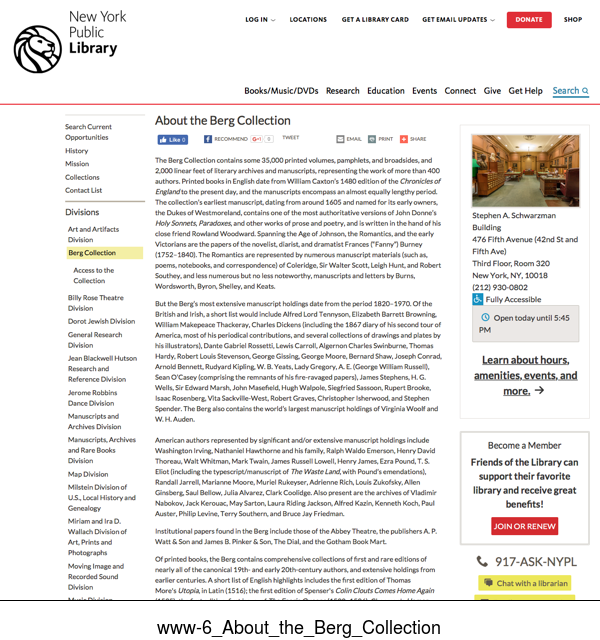 New York
Public
Library
LOG IN
LOCATIONS
GET A LIBRARY CARD
GET EMAIL UPDATES
DONATE
SHOP
Books/Music/DVDs Research Education Events Connect Give Get Help Search
Search Current
Opportunities
History
Mission
Collections
Contact List
Divisions
Art and Artifacts
Division
Berg Collection
Access to the
Collection
Billy Rose Theatre
Division
Dorot Jewish Division
General Research
Division
Jean Blackwell Hutson
Research and
Reference Division
Jerome Robbins
Dance Division
Manuscripts and
Archives Division
Manuscripts, Archives
and Rare Books
Division
Map Division
Milstein Division of
U.S., Local History and
Genealogy
Miriam and Ira D.
Wallach Division of
Art, Prints and
Photographs
Moving Image and
Recorded Sound
Division
About the Berg Collection
Like 0
RECOMMEND
G+1 0
TWEET
EMAIL
PRINT
SHARE
The Berg Collection contains some 35,000 printed volumes, pamphlets, and broadsides, and
2,000 linear feet of literary archives and manuscripts, representing the work of more than 400
authors. Printed books in English date from William Caxton's 1480 edition of the Chronicles of
England to the present day, and the manuscripts encompass an almost equally lengthy period.
The collection's earliest manuscript, dating from around 1605 and named for its early owners,
the Dukes of Westmoreland, contains one of the most authoritative versions of John Donne's
Holy Sonnets, Paradoxes, and other works of prose and poetry, and is written in the hand of his
close friend Rowland Woodward. Spanning the Age of Johnson, the Romantics, and the early
Victorians are the papers of the novelist, diarist, and dramatist Frances ("Fanny") Burney
(1752–1840). The Romantics are represented by numerous manuscript materials (such as,
poems, notebooks, and correspondence) of Coleridge, Sir Walter Scott, Leigh Hunt, and Robert
Southey, and less numerous but no less noteworthy, manuscripts and letters by Burns,
Wordsworth, Byron, Shelley, and Keats.
But the Berg's most extensive manuscript holdings date from the period 1820–1970. Of the
British and Irish, a short list would include Alfred Lord Tennyson, Elizabeth Barrett Browning,
William Makepeace Thackeray, Charles Dickens (including the 1867 diary of his second tour of
America, most of his periodical contributions, and several collections of drawings and plates by
his illustrators), Dante Gabriel Rossetti, Lewis Carroll, Algernon Charles Swinburne, Thomas
Hardy, Robert Louis Stevenson, George Gissing, George Moore, Bernard Shaw, Joseph Conrad,
Arnold Bennett, Rudyard Kipling, W. B. Yeats, Lady Gregory, A. E. (George William Russell),
Sean O'Casey (comprising the remnants of his fire-ravaged papers), James Stephens, H. G.
Wells, Sir Edward Marsh, John Masefield, Hugh Walpole, Siegfried Sassoon, Rupert Brooke,
Isaac Rosenberg, Vita Sackville-West, Robert Graves, Christopher Isherwood, and Stephen
Spender. The Berg also contains the world's largest manuscript holdings of Virginia Woolf and
W. H. Auden.
American authors represented by significant and/or extensive manuscript holdings include
Washington Irving, Nathaniel Hawthorne and his family, Ralph Waldo Emerson, Henry David
Thoreau, Walt Whitman, Mark Twain, James Russell Lowell, Henry James, Ezra Pound, T. S.
Eliot (including the typescript/manuscript of The Waste Land, with Pound's emendations),
Randall Jarrell, Marianne Moore, Muriel Rukeyser, Adrienne Rich, Louis Zukofsky, Allen
Ginsberg, Saul Bellow, Julia Alvarez, Clark Coolidge. Also present are the archives of Vladimir
Nabokov, Jack Kerouac, May Sarton, Laura Riding Jackson, Alfred Kazin, Kenneth Koch, Paul
Auster, Philip Levine, Terry Southern, and Bruce Jay Friedman.
Institutional papers found in the Berg include those of the Abbey Theatre, the publishers A. P.
Watt & Son and James B. Pinker & Son, The Dial, and the Gotham Book Mart.
Of printed books, the Berg contains comprehensive collections of first and rare editions of
nearly all of the canonical 19th- and early 20th-century authors, and extensive holdings from
earlier centuries. A short list of English highlights includes the first edition of Thomas
More's Utopia, in Latin (1516); the first edition of Spenser's Colin Clouts Come Home Again
Stephen A. Schwarzman
Building
476 Fifth Avenue (42nd St and
Fifth Ave)
Third Floor, Room 320
New York, NY, 10018
(212) 930-0802
Fully Accessible
Open today until 5:45
PM
Learn about hours,
amenities, events, and
more.
Become a Member
Friends of the Library can
support their favorite
library and receive great
benefits!
JOIN OR RENEW
917-ASK-NYPL
Chat with a librarian
www-6_About_the_Berg_Collection